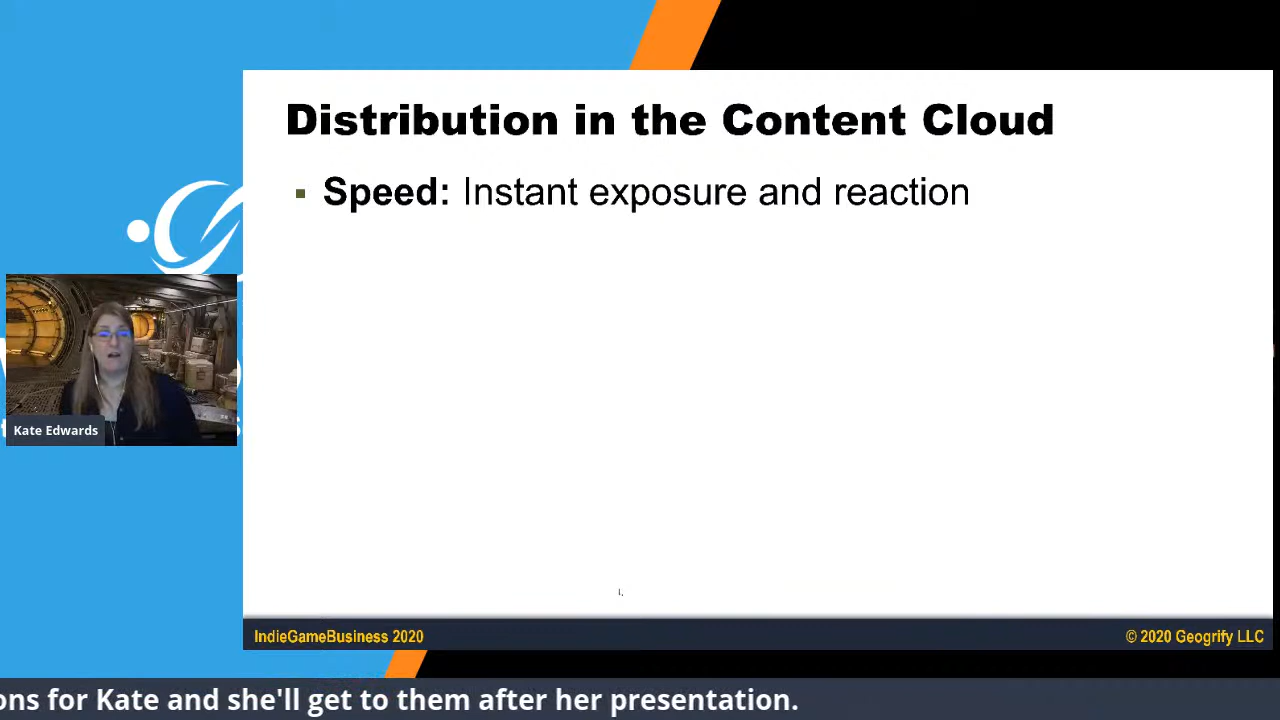 Distribution in the Content Cloud
▪ Speed: Instant exposure and reaction
Kate Edwards
IndieGameBusiness 2020
© 2020 Geogrify LLC
ons for Kate and she'll get to them after her presentation.